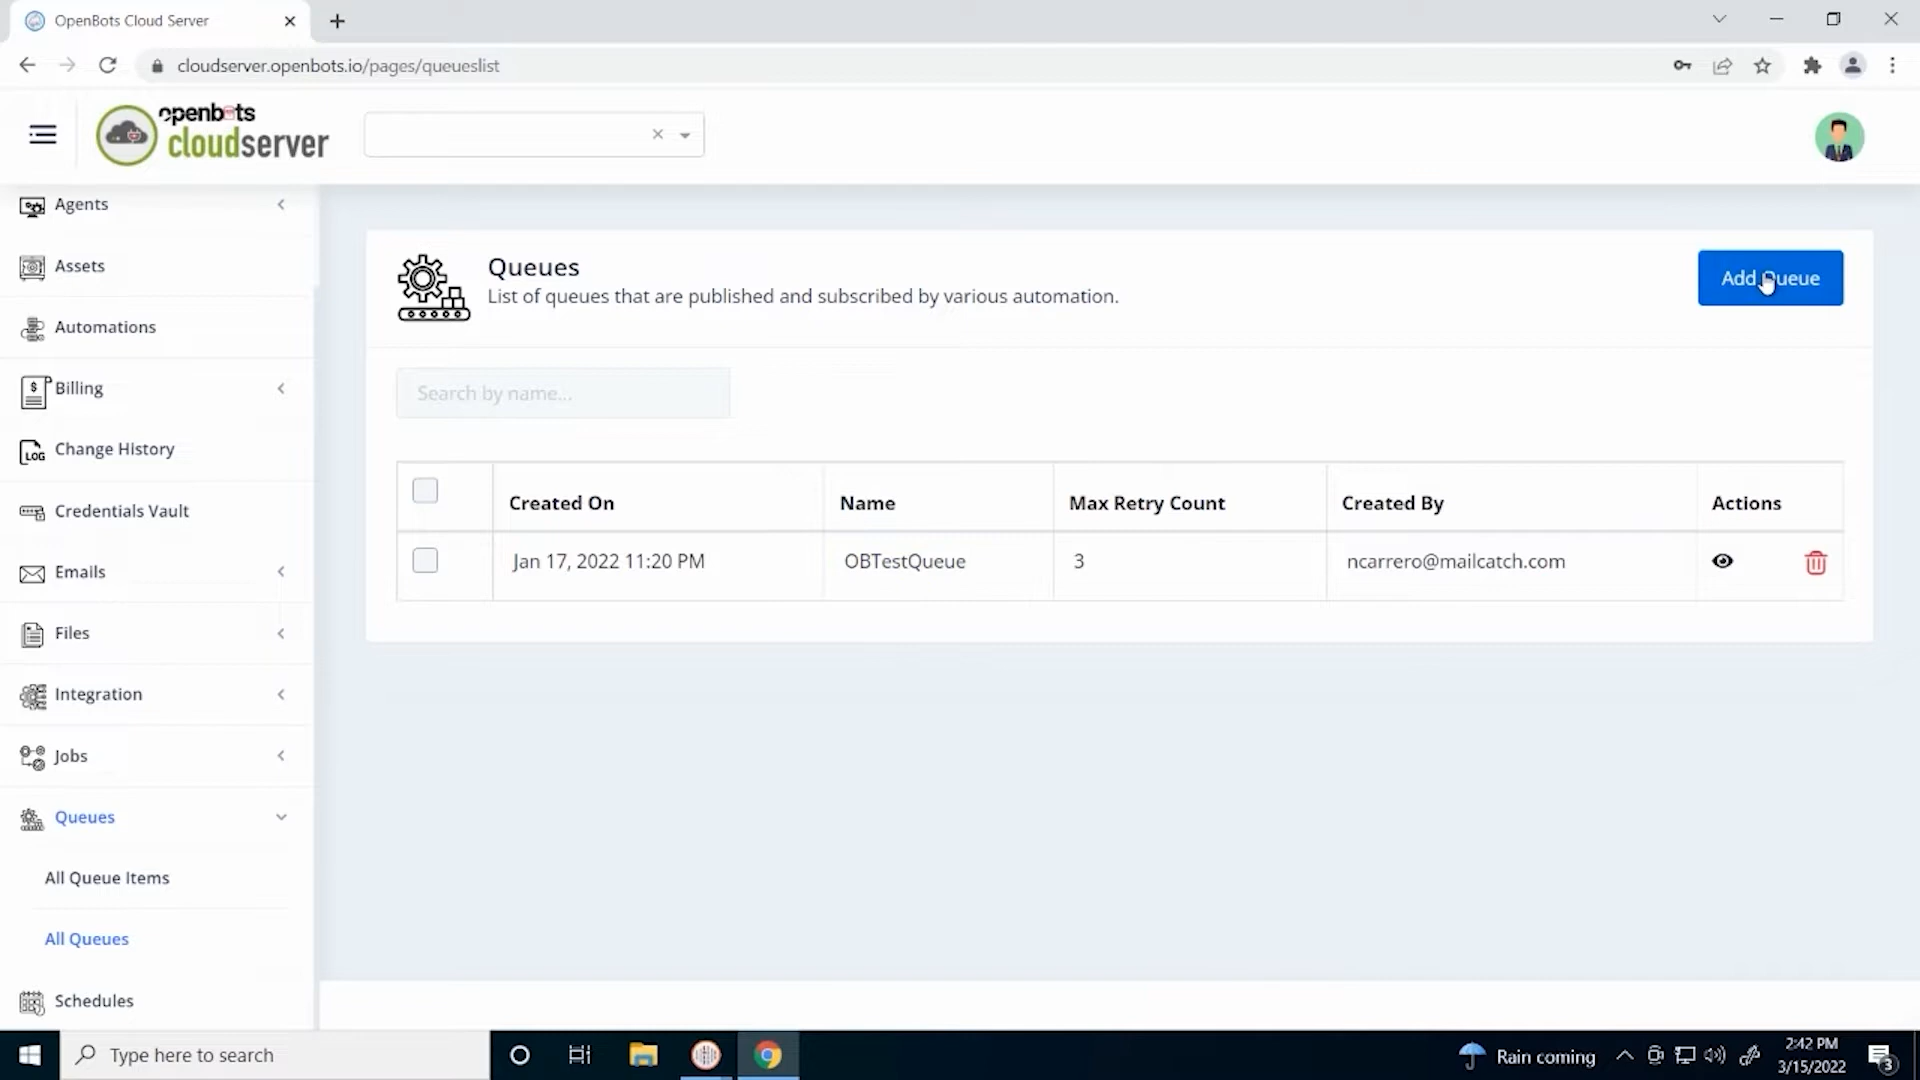 OpenBots Cloud Server
cloudserver.openbots.io/pages/queueslist
openbots
cloudserver
Agents
Assets
Automations
Billing
Change History
LOG
Credentials Vault
Emails
Files
Integration
Jobs
Queues
All Queue Items
All Queues
Schedules
Queues
List of queues that are published and subscribed by various automation.
Add Queue
Search by name...
Created On Name Max Retry Count Created By Actions
Jan 17, 2022 11:20 PM OBTestQueue 3 ncarrero@mailcatch.com
Type here to search
Rain coming
2:42 PM
3/15/2022
3